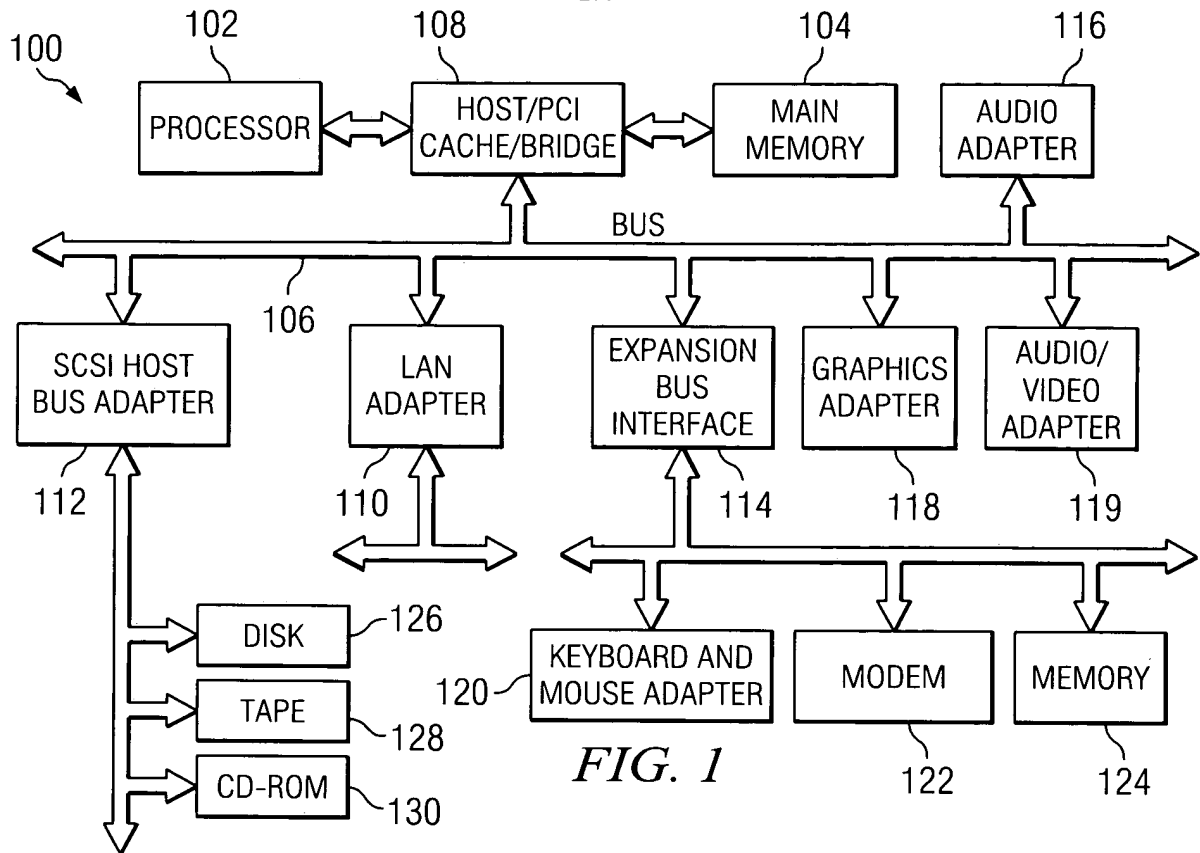 102
108
104
116
100
PROCESSOR
HOST/PCI
CACHE/BRIDGE
MAIN
MEMORY
AUDIO
ADAPTER
BUS
106
SCSI HOST
BUS ADAPTER
LAN
ADAPTER
EXPANSION
BUS
INTERFACE
GRAPHICS
ADAPTER
AUDIO/
VIDEO
ADAPTER
112
110
114
118
119
DISK
126
TAPE
128
CD-ROM
130
120
KEYBOARD AND
MOUSE ADAPTER
MODEM
MEMORY
122
124
FIG. 1